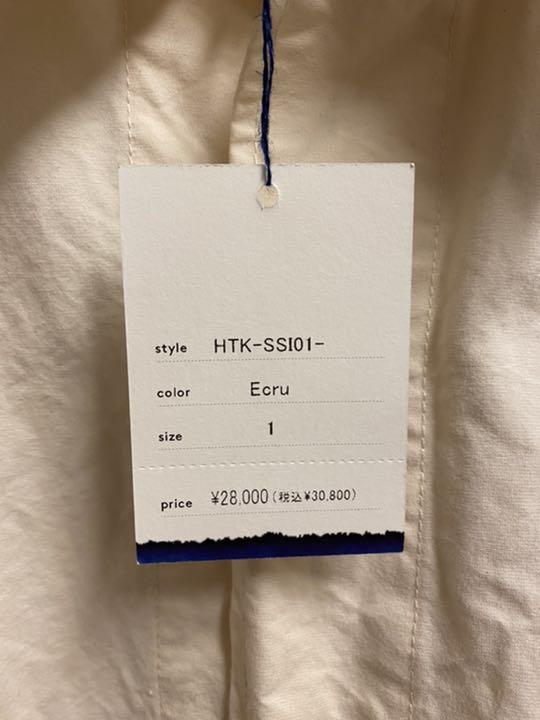 style HTK-SSI01-
color Ecru
size 1
price ¥28,000(税込¥30,800)